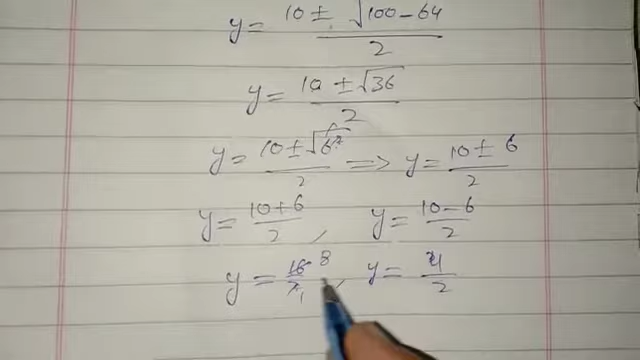 y = 10 ± √100-64 / 2
y = 10 ± √36 / 2
y = 10 ± √6² / 2 => y = 10 ± 6 / 2
y = 10+6 / 2 , y = 10-6 / 2
y = 16 8 / 2 1 , y = 4 / 2